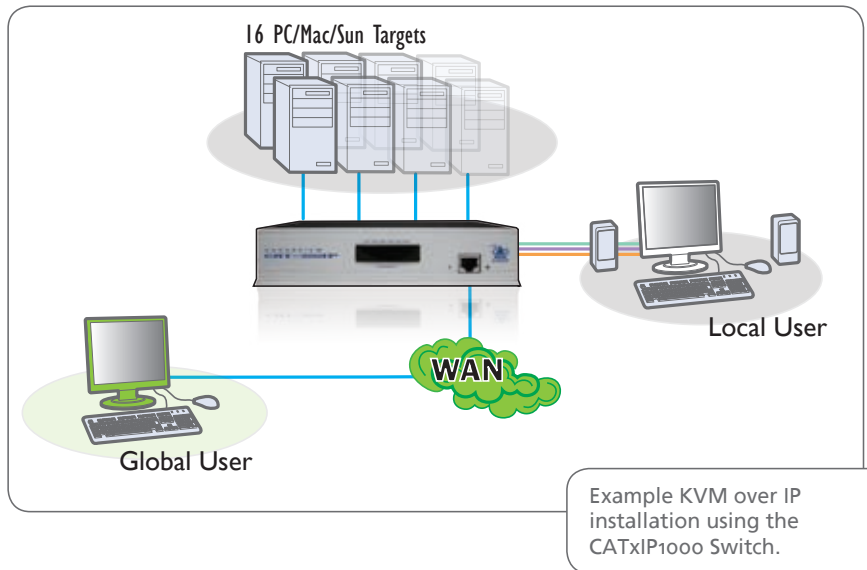 16 PC/Mac/Sun Targets
Local User
WAN
Global User
Example KVM over IP
installation using the
CATxIP1000 Switch.